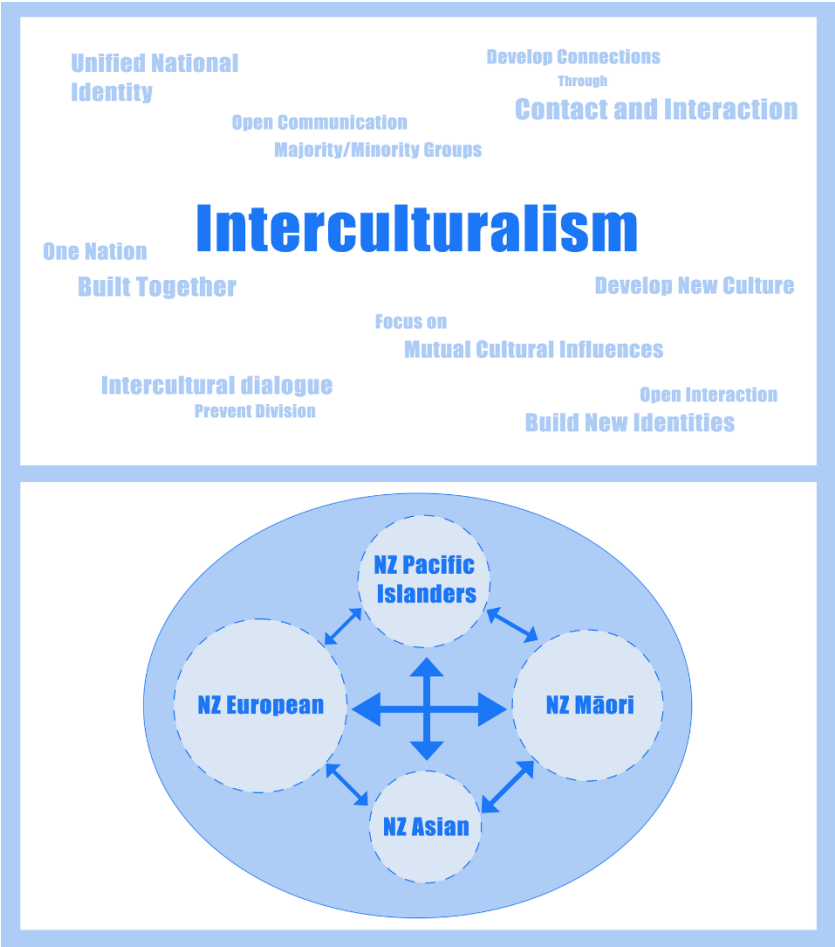 Unified National
Identity
Develop Connections
Through
Contact and Interaction
Open Communication
Majority/Minority Groups
Interculturalism
One Nation
Built Together
Develop New Culture
Focus on
Mutual Cultural Influences
Intercultural dialogue
Prevent Division
Open Interaction
Build New Identities
NZ Pacific
Islanders
NZ European
NZ Māori
NZ Asian